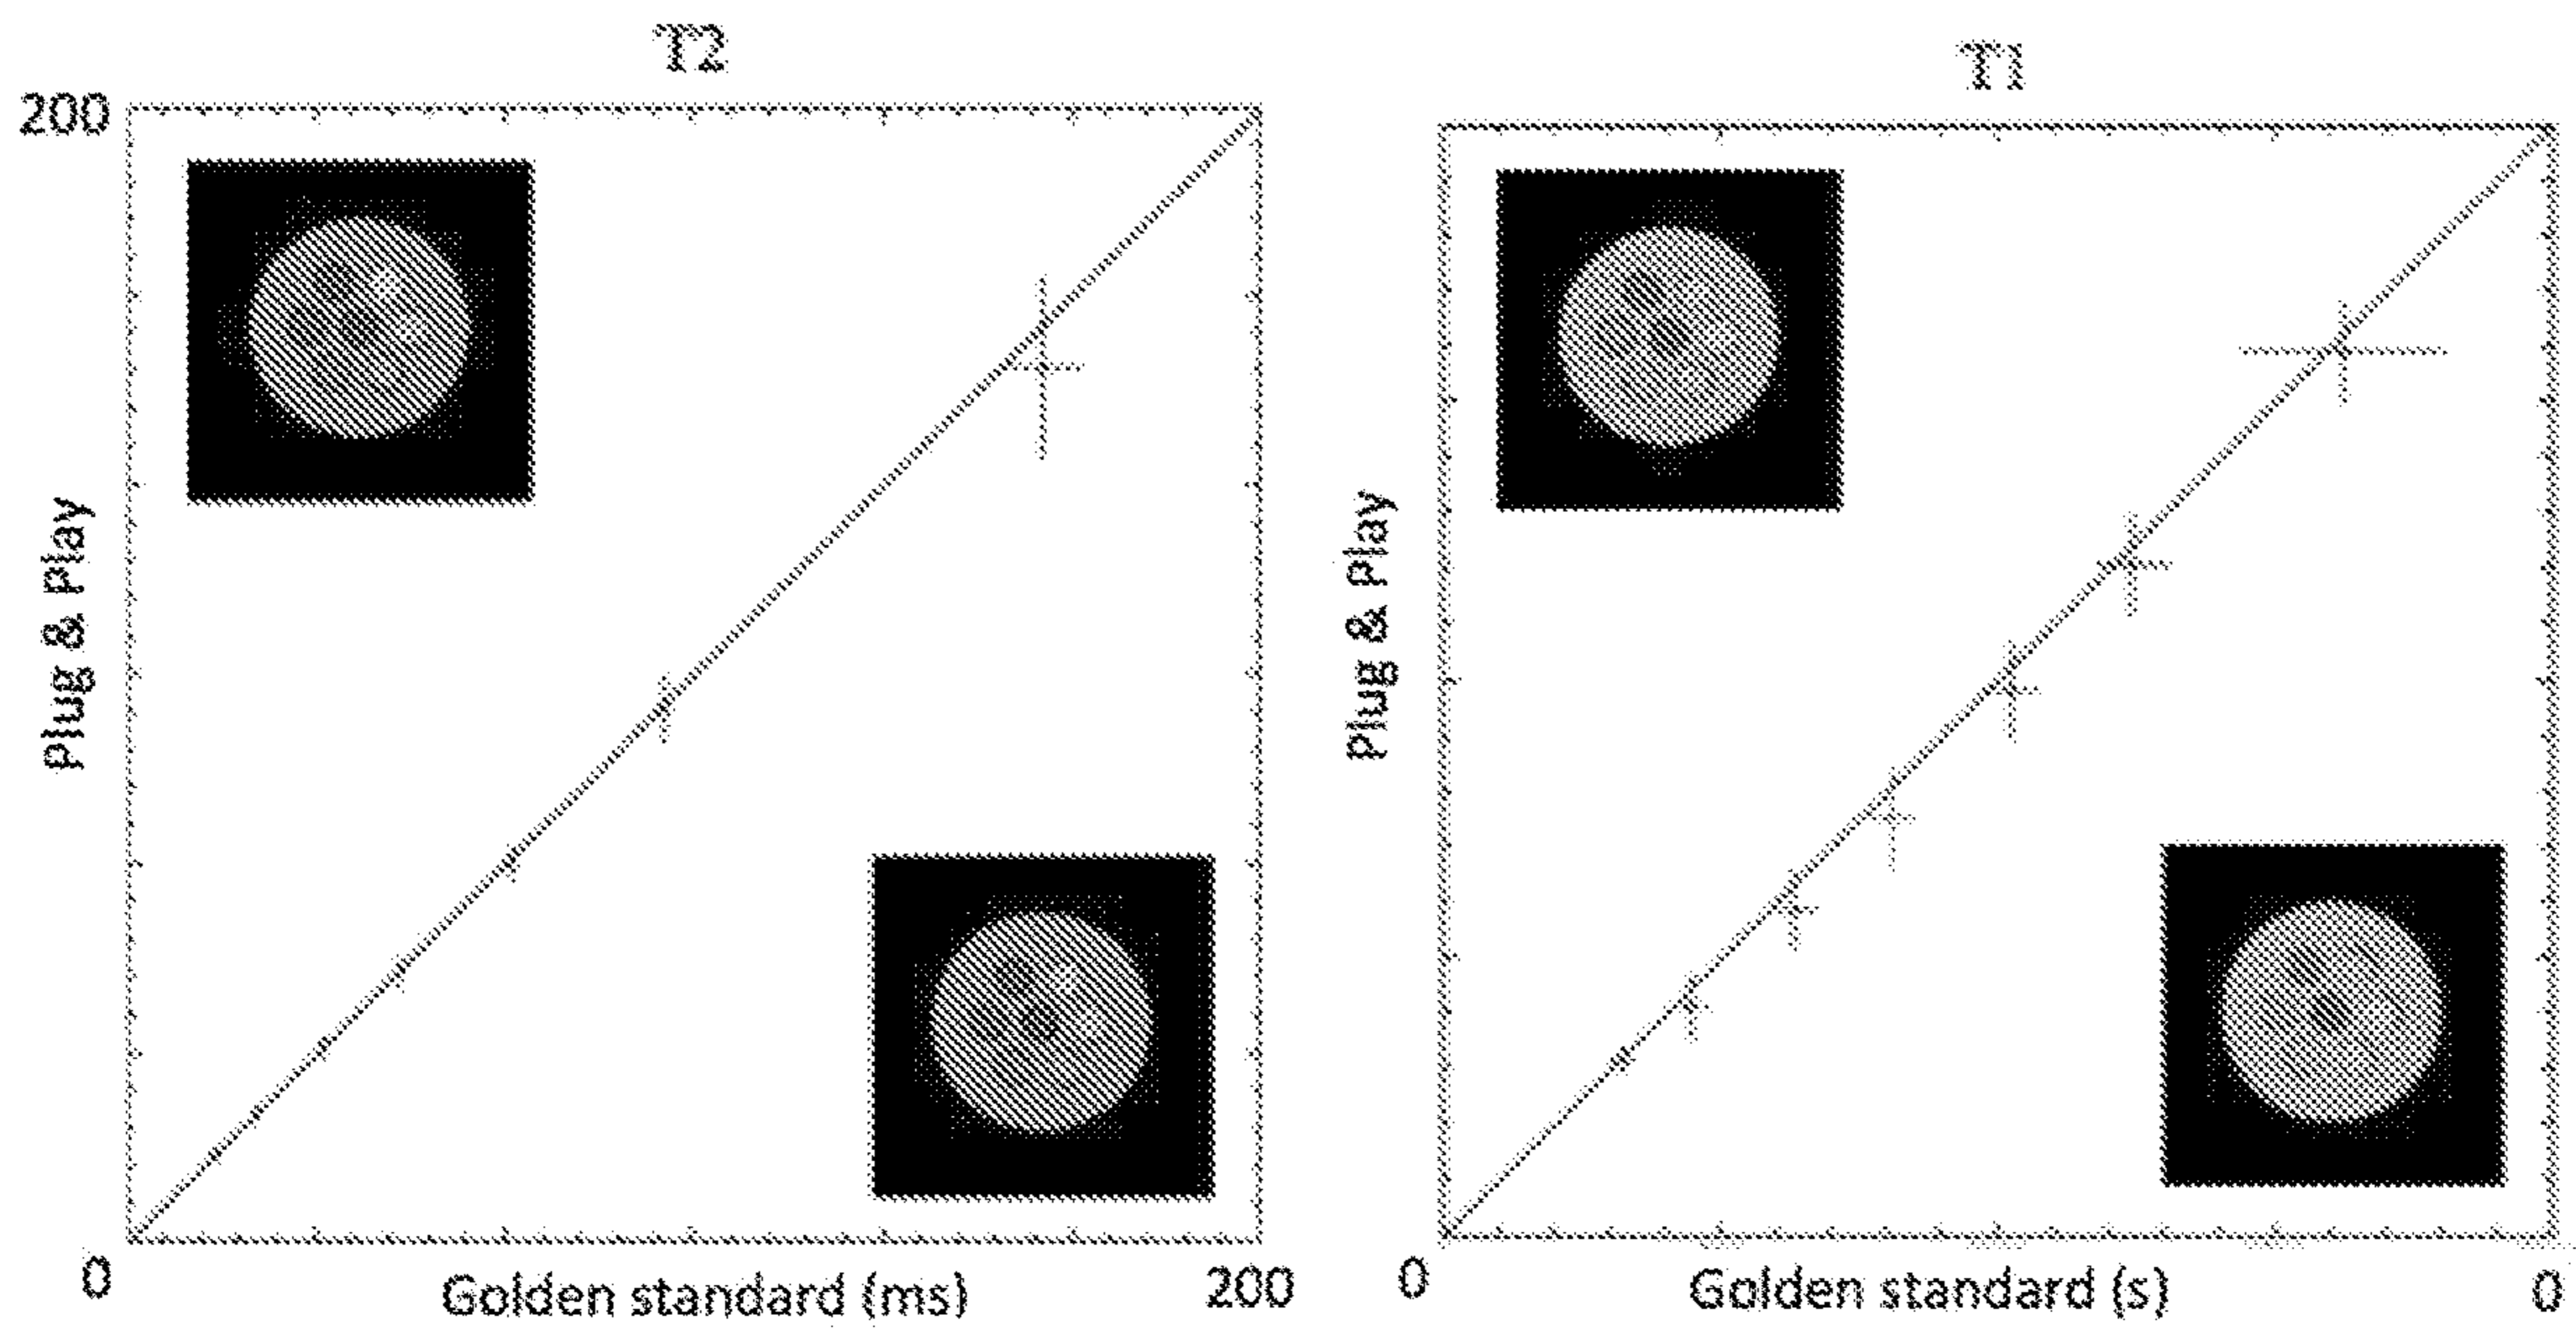 T2
200
Plug & Play
0
Golden standard (ms)
200
T1
Plug & Play
0
Golden standard (s)
0